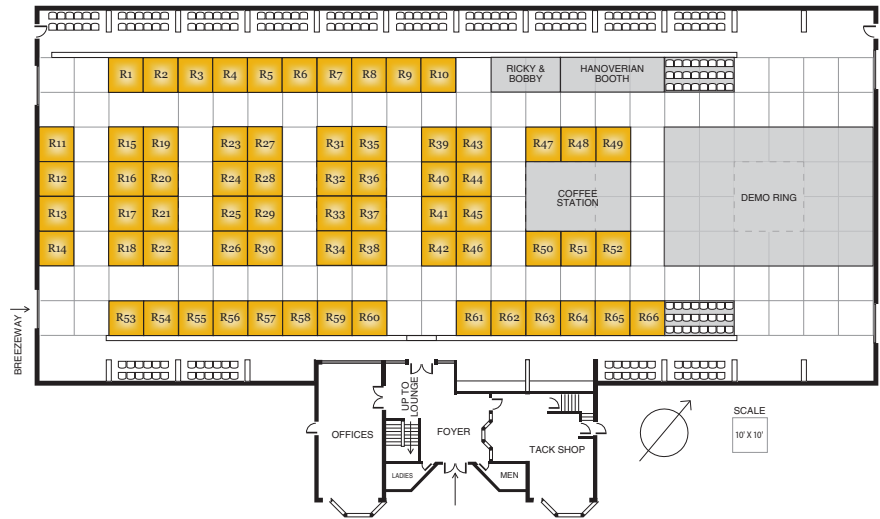 R1 R2 R3 R4 R5 R6 R7 R8 R9 R10
RICKY &
BOBBY
HANOVERIAN
BOOTH
R11 R15 R19 R23 R27 R31 R35 R39 R43 R47 R48 R49
R12 R16 R20 R24 R28 R32 R36 R40 R44
COFFEE
STATION
DEMO RING
R13 R17 R21 R25 R29 R33 R37 R41 R45
R14 R18 R22 R26 R30 R34 R38 R42 R46 R50 R51 R52
R53 R54 R55 R56 R57 R58 R59 R60 R61 R62 R63 R64 R65 R66
BREEZEWAY
UP TO
LOUNGE
OFFICES
FOYER
TACK SHOP
LADIES
MEN
SCALE
10' X 10'